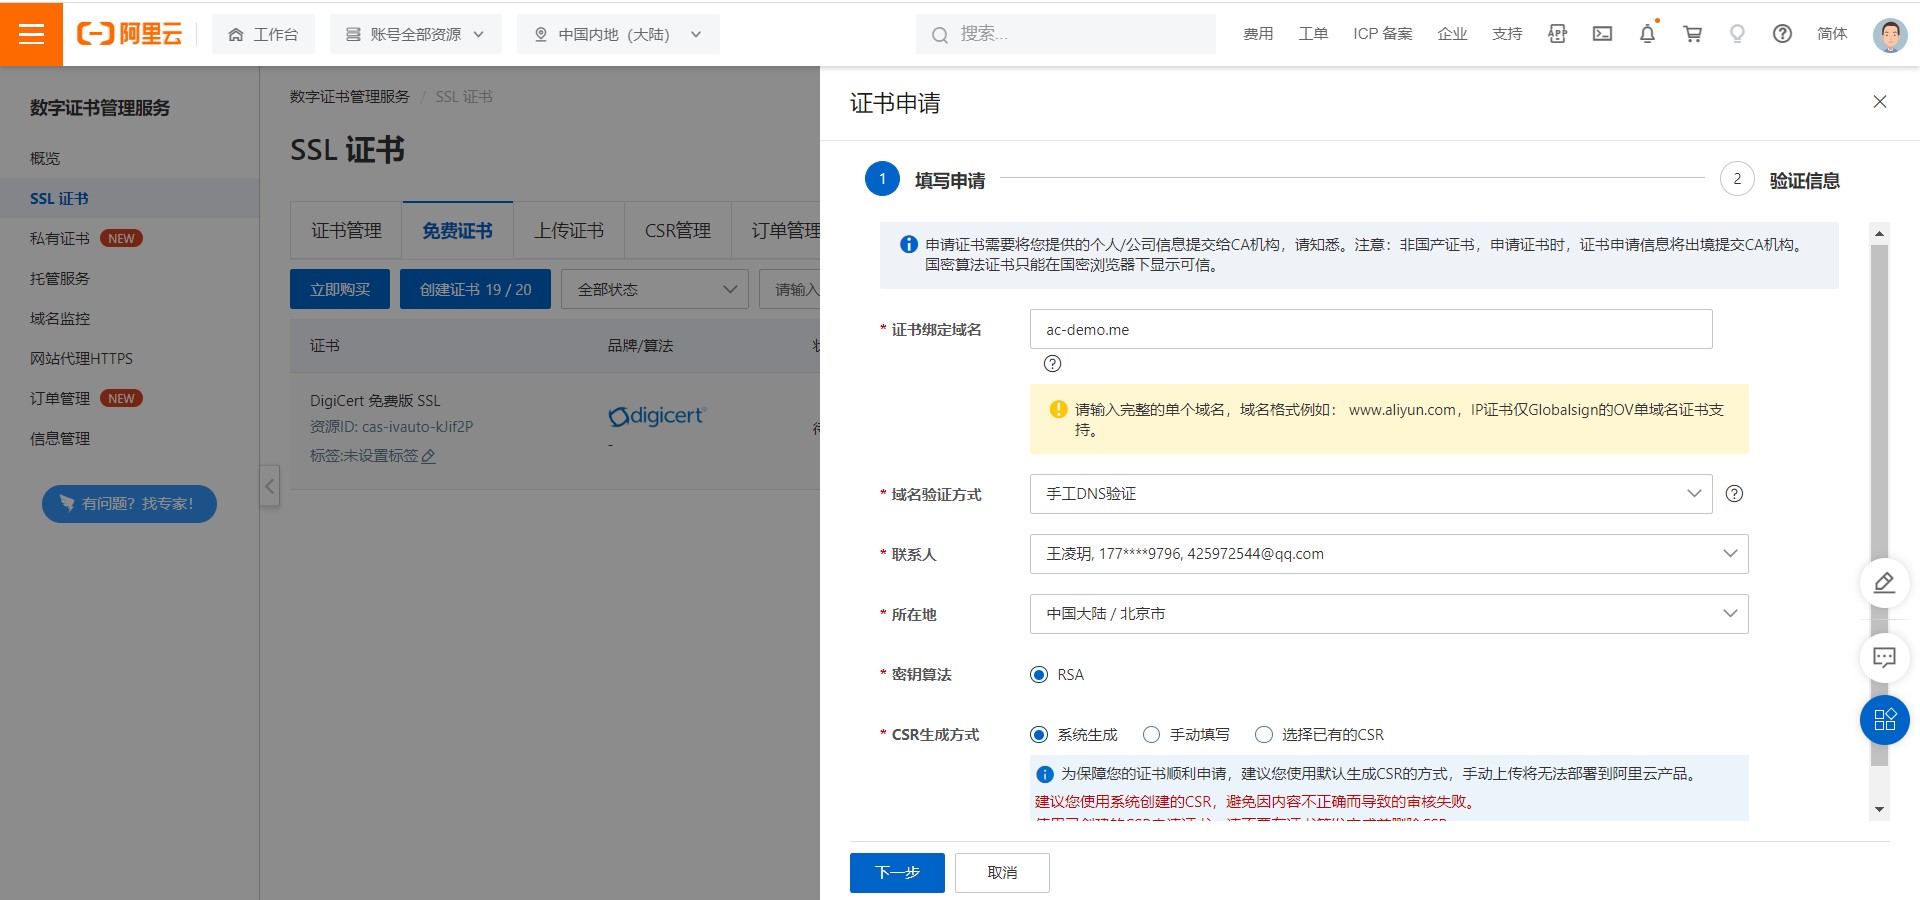 阿里云
工作台
账号全部资源
中国内地（大陆）
搜索...
费用
工单
ICP 备案
企业
支持
APP
简体
数字证书管理服务
概览
SSL 证书
私有证书 NEW
托管服务
域名监控
网站代理HTTPS
订单管理 NEW
信息管理
有问题？找专家！
数字证书管理服务 / SSL 证书
SSL 证书
证书管理
免费证书
上传证书
CSR管理
订单管理
立即购买
创建证书 19 / 20
全部状态
请输入
证书
品牌/算法
DigiCert 免费版 SSL
资源ID: cas-ivauto-kJif2P
标签:未设置标签
digicert
-
证书申请
1 填写申请
2 验证信息
申请证书需要将您提供的个人/公司信息提交给CA机构，请知悉。注意：非国产证书，申请证书时，证书申请信息将出境提交CA机构。
国密算法证书只能在国密浏览器下显示可信。
* 证书绑定域名
ac-demo.me
请输入完整的单个域名，域名格式例如： www.aliyun.com，IP证书仅Globalsign的OV单域名证书支
持。
* 域名验证方式
手工DNS验证
* 联系人
王凌玥, 177****9796, 425972544@qq.com
* 所在地
中国大陆 / 北京市
* 密钥算法
RSA
* CSR生成方式
系统生成
手动填写
选择已有的CSR
为保障您的证书顺利申请，建议您使用默认生成CSR的方式，手动上传将无法部署到阿里云产品。
建议您使用系统创建的CSR，避免因内容不正确而导致的审核失败。
下一步
取消